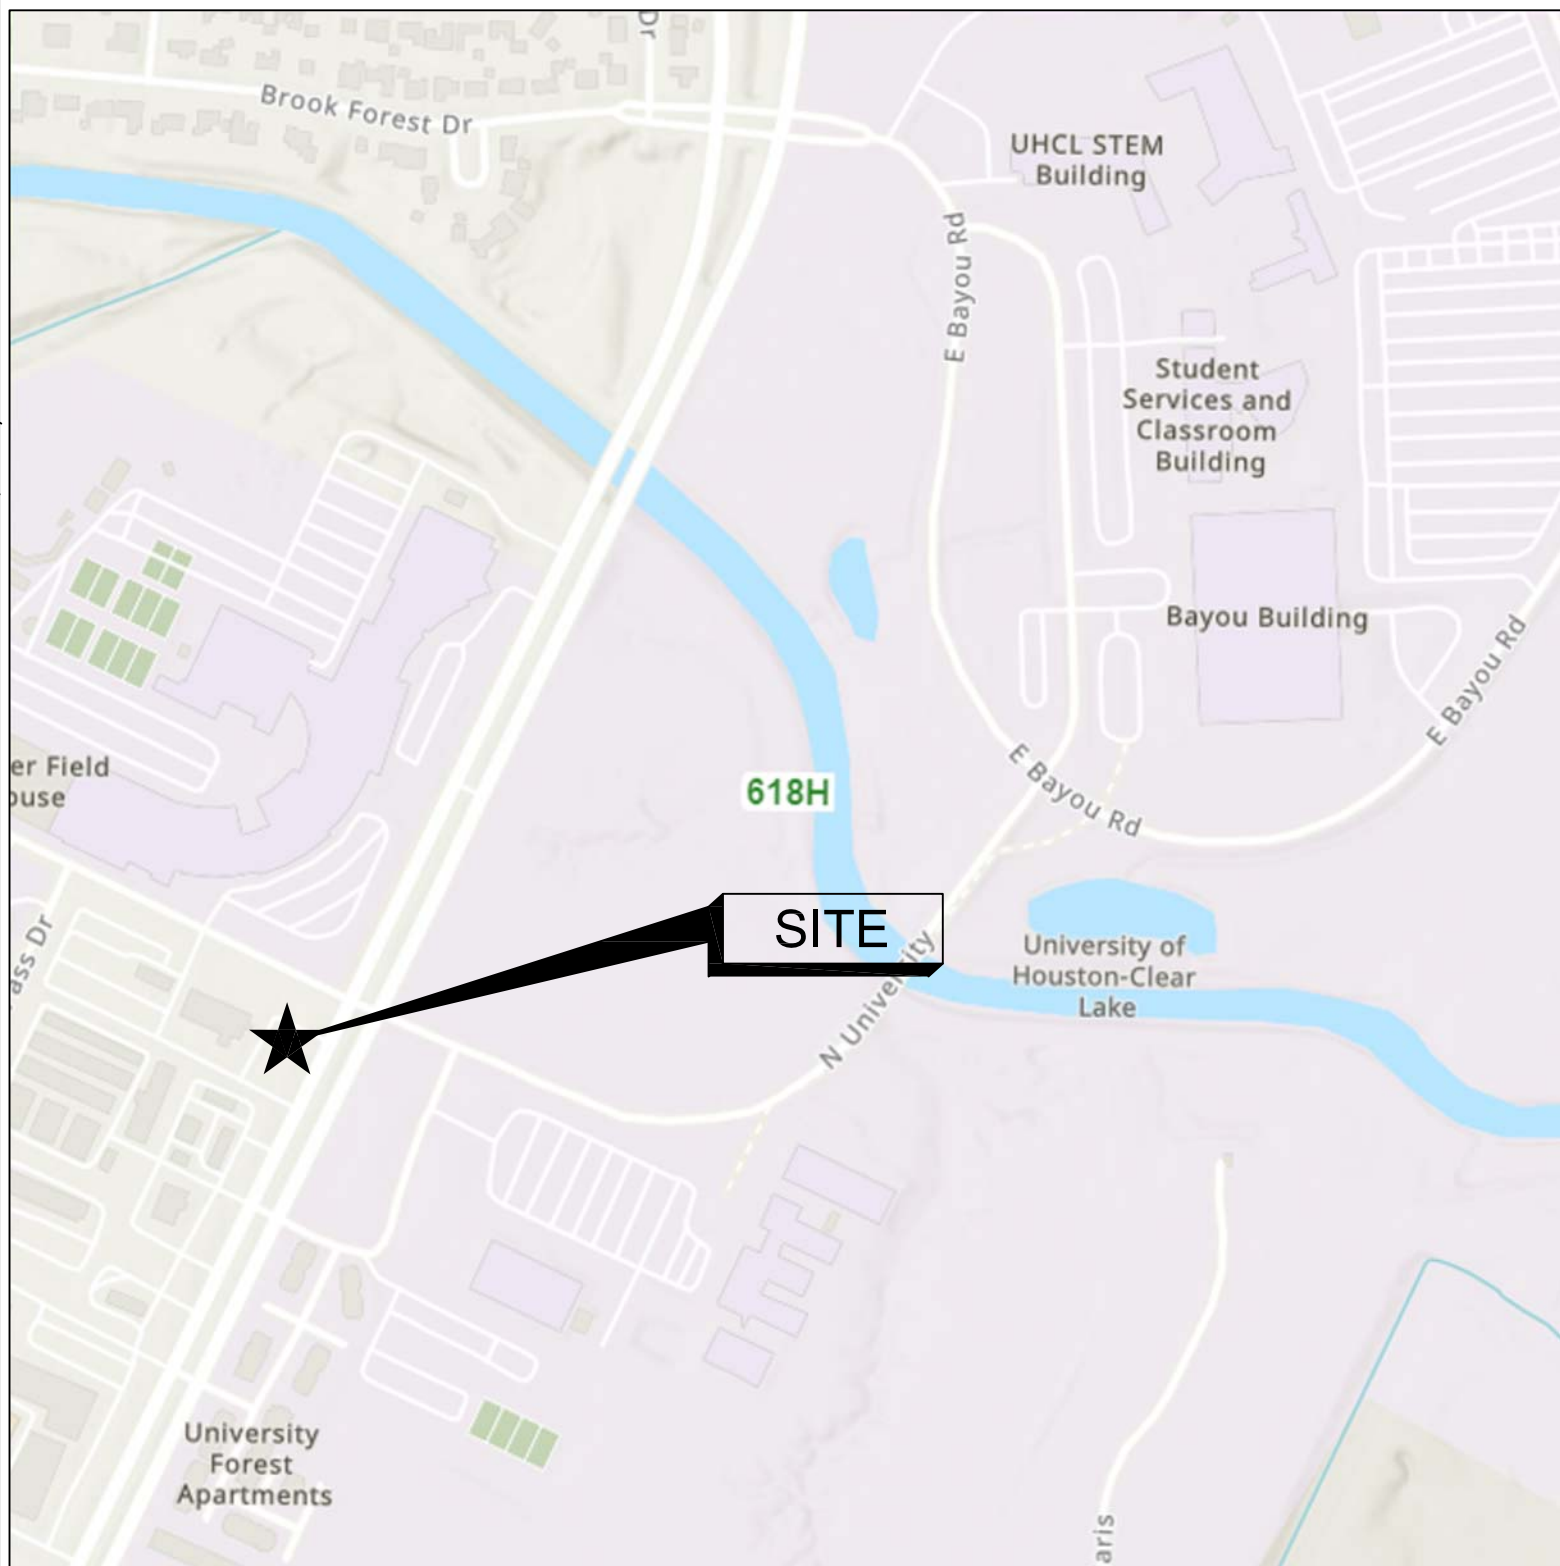 Dr
Brook Forest Dr
UHCL STEM
Building
E Bayou Rd
Student
Services and
Classroom
Building
Bayou Building
E Bayou Rd
E Bayou Rd
er Field
ouse
618H
SITE
ass Dr
N University
University of
Houston-Clear
Lake
University
Forest
Apartments
aris